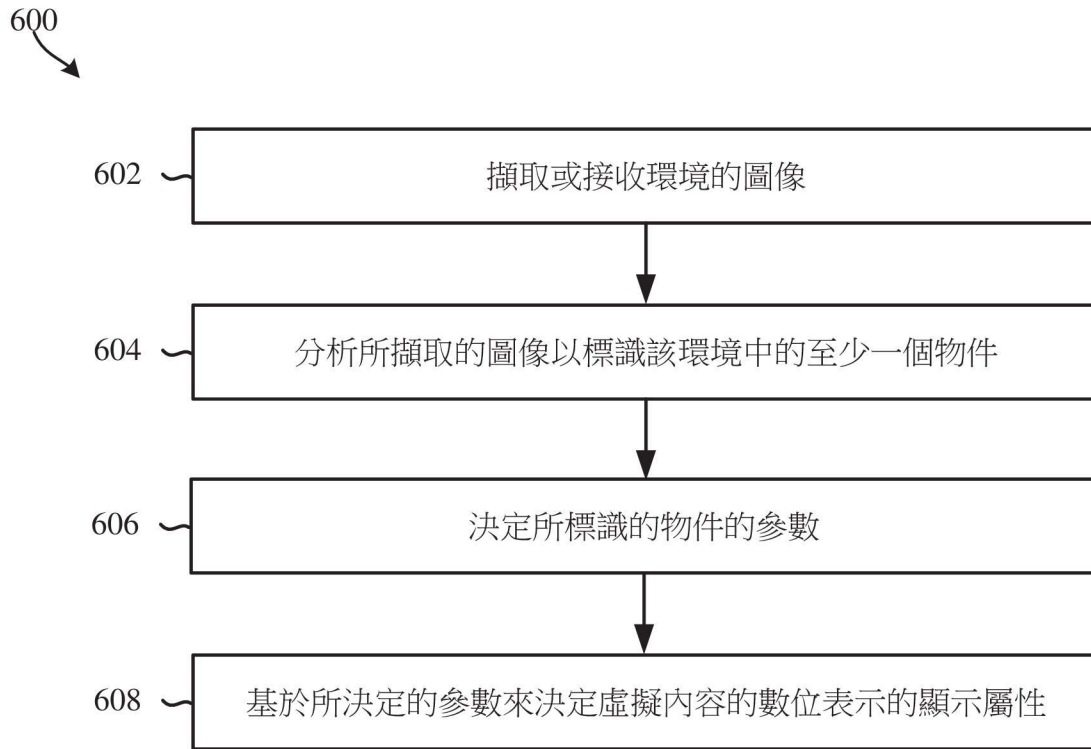 600
602 擷取或接收環境的圖像
604 分析所擷取的圖像以標識該環境中的至少一個物件
606 決定所標識的物件的參數
608 基於所決定的參數來決定虛擬內容的數位表示的顯示屬性